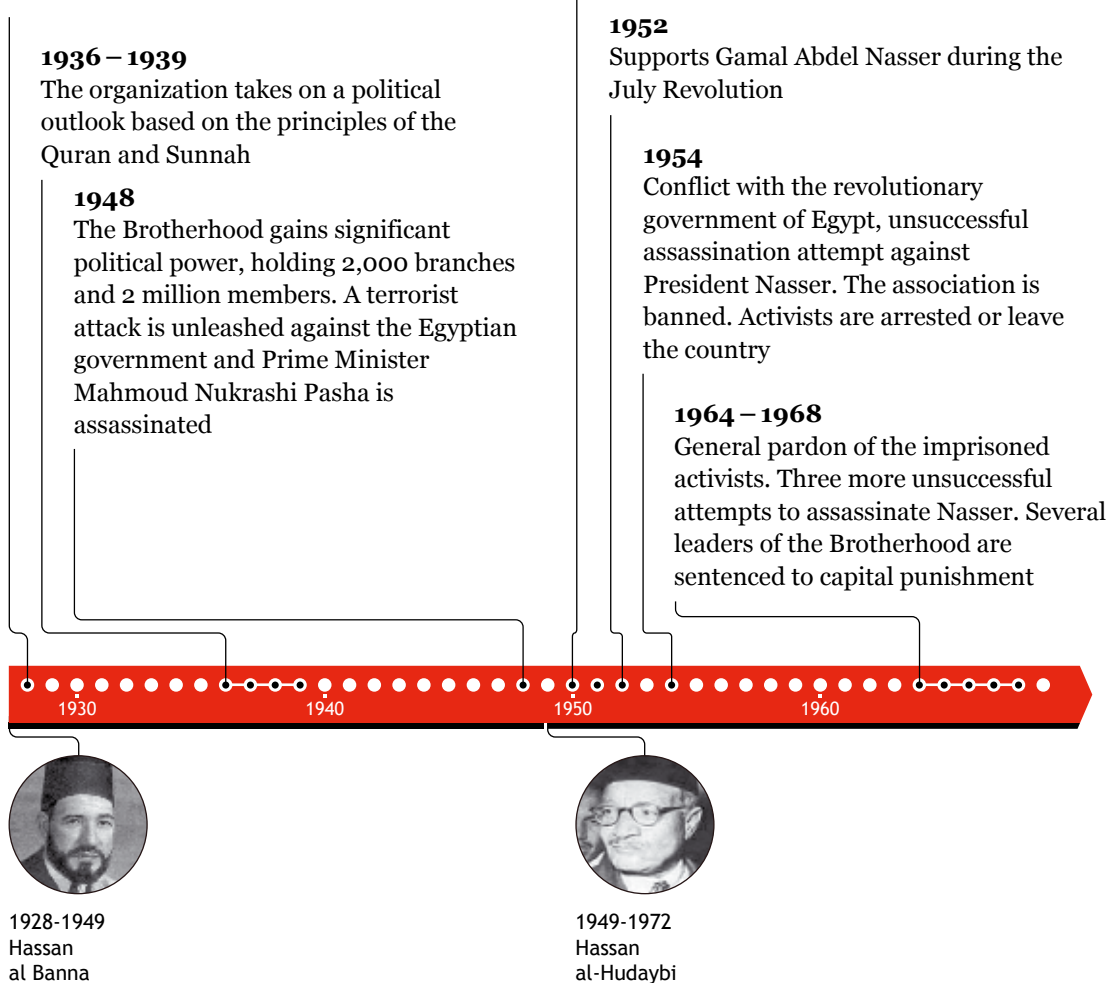 1936 – 1939
The organization takes on a political
outlook based on the principles of the
Quran and Sunnah
1948
The Brotherhood gains significant
political power, holding 2,000 branches
and 2 million members. A terrorist
attack is unleashed against the Egyptian
government and Prime Minister
Mahmoud Nukrashi Pasha is
assassinated
1952
Supports Gamal Abdel Nasser during the
July Revolution
1954
Conflict with the revolutionary
government of Egypt, unsuccessful
assassination attempt against
President Nasser. The association is
banned. Activists are arrested or leave
the country
1964 – 1968
General pardon of the imprisoned
activists. Three more unsuccessful
attempts to assassinate Nasser. Several
leaders of the Brotherhood are
sentenced to capital punishment
1930 1940 1950 1960
1928-1949
Hassan
al Banna
1949-1972
Hassan
al-Hudaybi